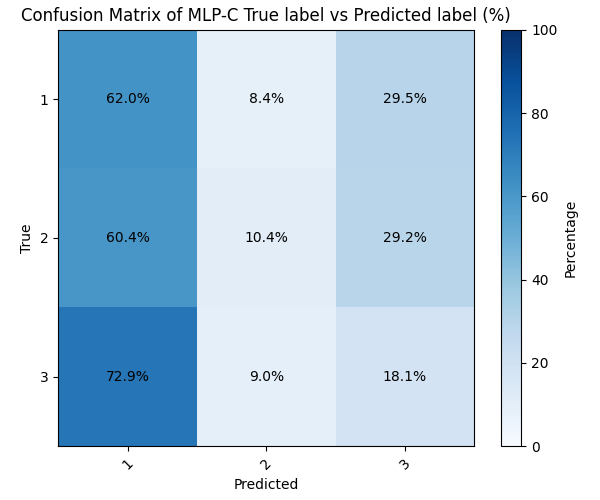 Confusion Matrix of MLP-C True label vs Predicted label (%)
1 62.0% 8.4% 29.5%
2 60.4% 10.4% 29.2%
3 72.9% 9.0% 18.1%
1 2 3
Predicted
True
100
80
60
40
20
0
Percentage